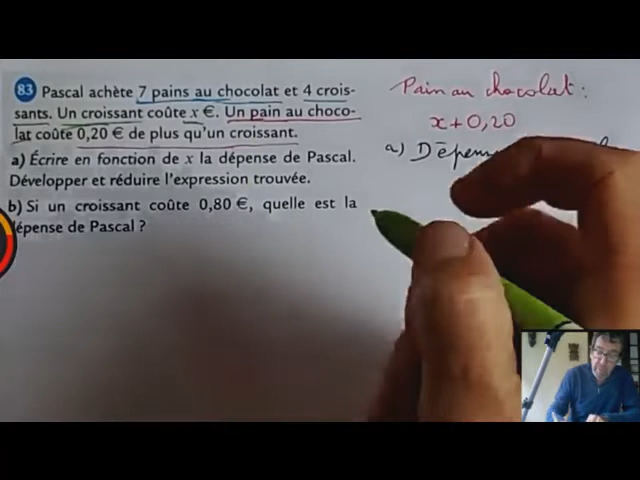 83 Pascal achète 7 pains au chocolat et 4 crois-
sants. Un croissant coûte x €. Un pain au choco-
lat coûte 0,20 € de plus qu'un croissant.
a) Écrire en fonction de x la dépense de Pascal.
Développer et réduire l'expression trouvée.
b) Si un croissant coûte 0,80 €, quelle est la
dépense de Pascal ?
Pain au chocolat :
x + 0,20
a)